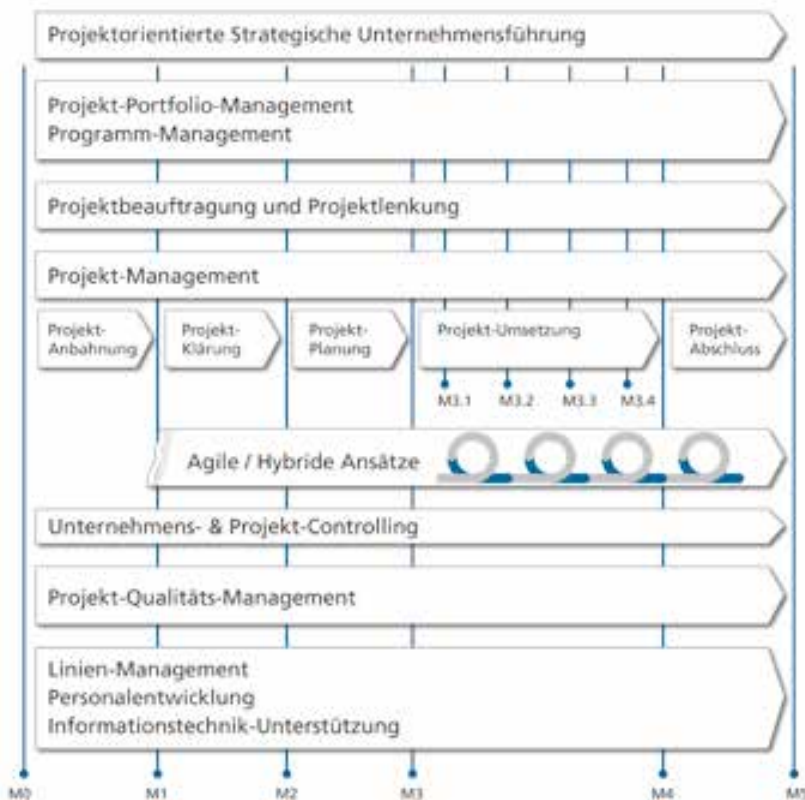 Projektorientierte Strategische Unternehmensführung
Projekt-Portfolio-Management
Programm-Management
Projektbeauftragung und Projektlenkung
Projekt-Management
Projekt-
Anbahnung
Projekt-
Klärung
Projekt-
Planung
Projekt-Umsetzung
Projekt-
Abschluss
M3.1 M3.2 M3.3 M3.4
Agile / Hybride Ansätze
Unternehmens- & Projekt-Controlling
Projekt-Qualitäts-Management
Linien-Management
Personalentwicklung
Informationstechnik-Unterstützung
M0 M1 M2 M3 M4 M5